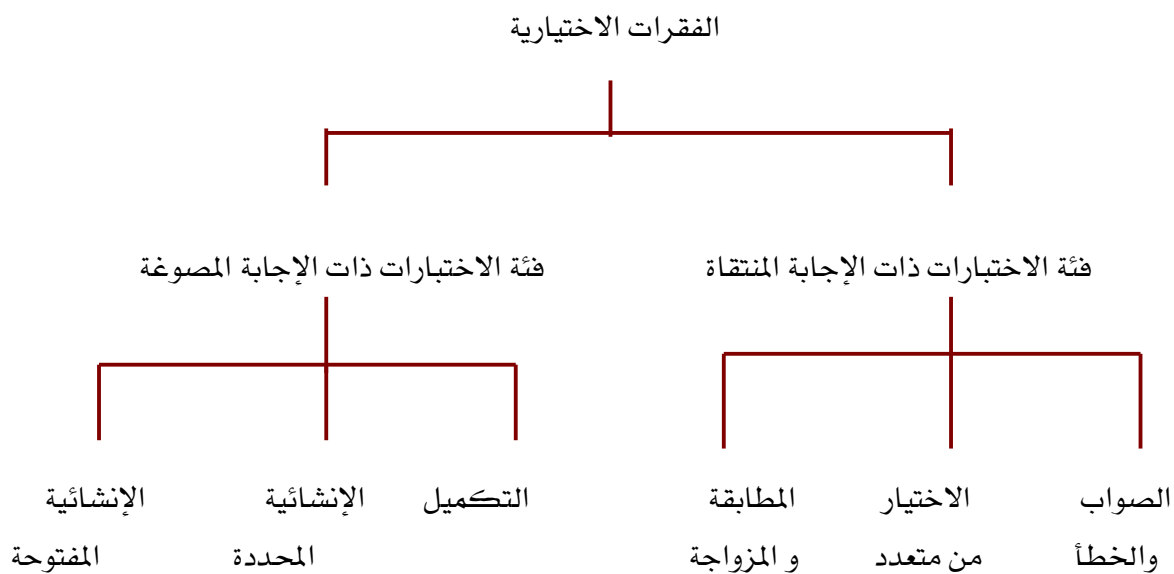 الفقرات الاختيارية
فئة الاختبارات ذات الإجابة المنتقاة
فئة الاختبارات ذات الإجابة المصوغة
الصواب
والخطأ
الاختيار
من متعدد
المطابقة
و المزواجة
التكميل
الإنشائية
المحددة
الإنشائية
المفتوحة